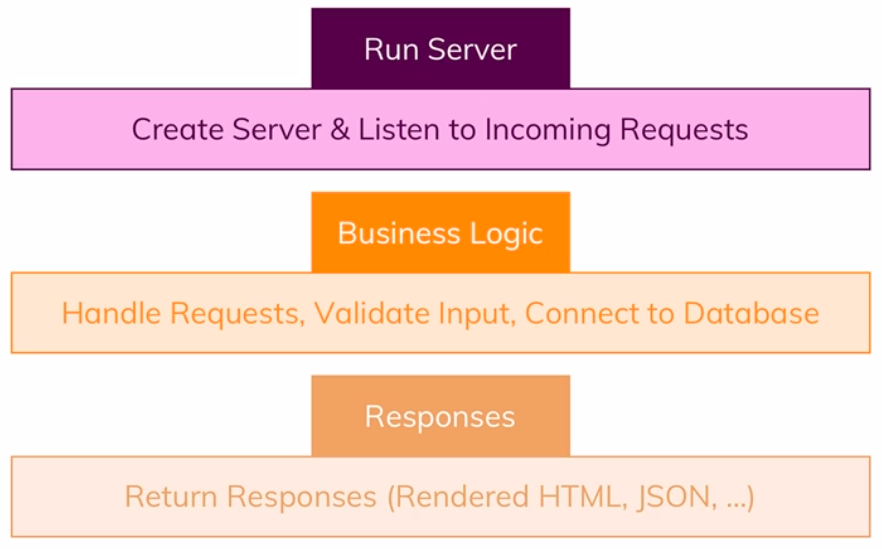 Run Server
Create Server & Listen to Incoming Requests
Business Logic
Handle Requests, Validate Input, Connect to Database
Responses
Return Responses (Rendered HTML, JSON, ...)